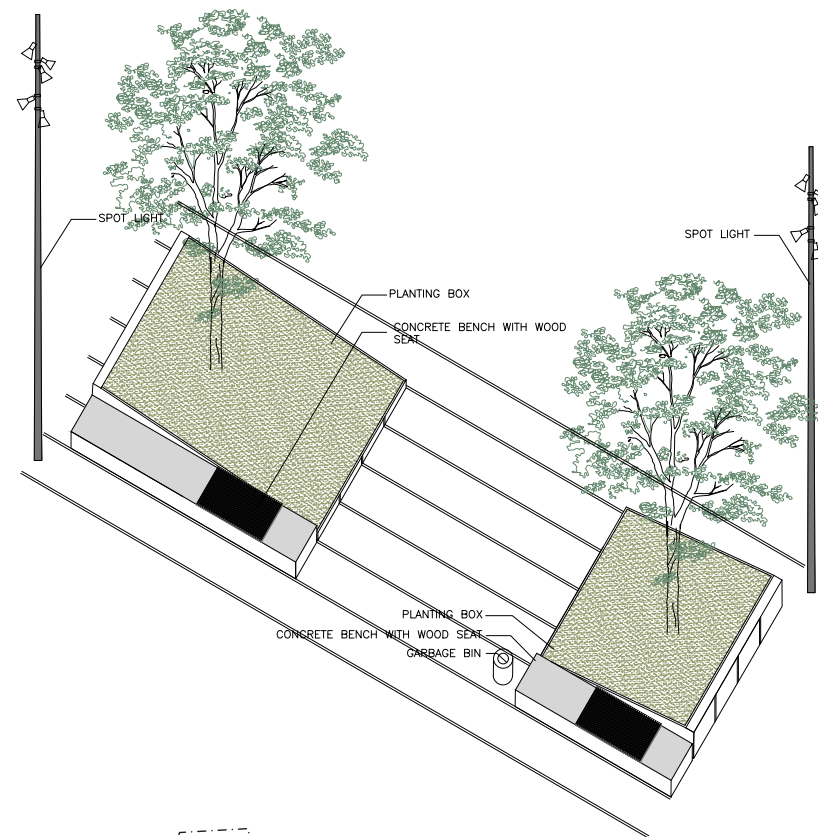 SPOT LIGHT
SPOT LIGHT
PLANTING BOX
CONCRETE BENCH WITH WOOD
SEAT
PLANTING BOX
CONCRETE BENCH WITH WOOD SEAT
GARBAGE BIN